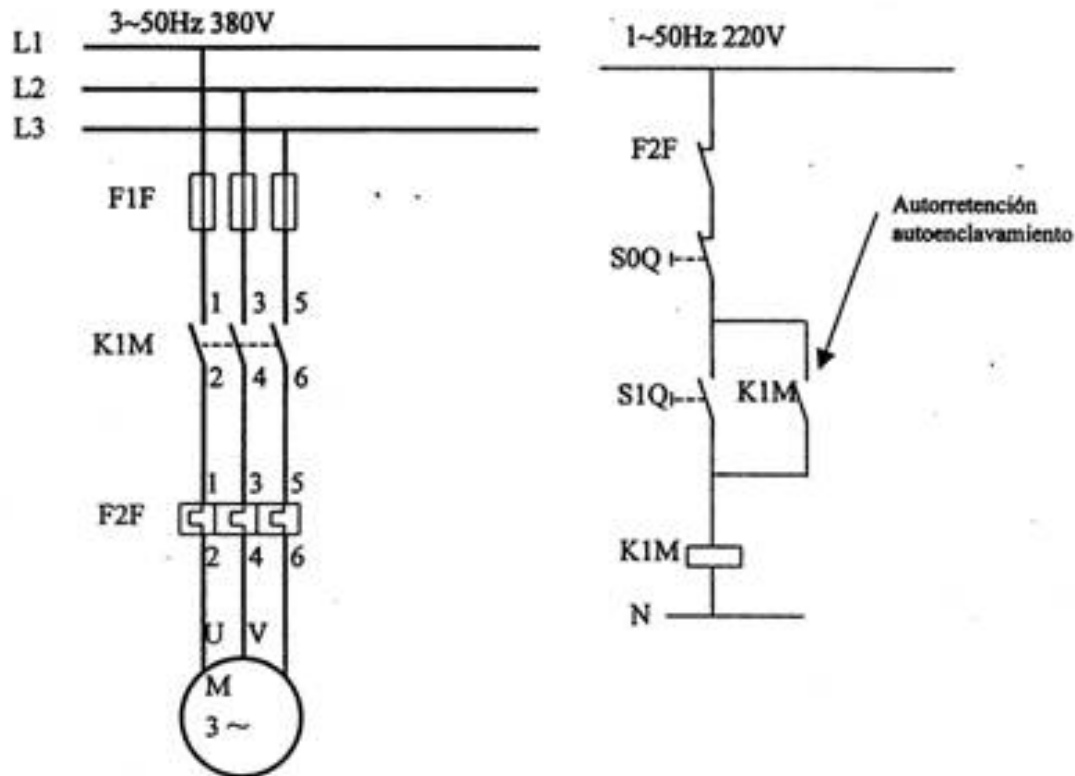 3~50Hz 380V
L1
L2
L3
F1F
1 3 5
K1M
2 4 6
1 3 5
F2F
2 4 6
U V
M
3 ~
1~50Hz 220V
F2F
Autorretención
autoenclavamiento
S0Q
S1Q
K1M
K1M
N